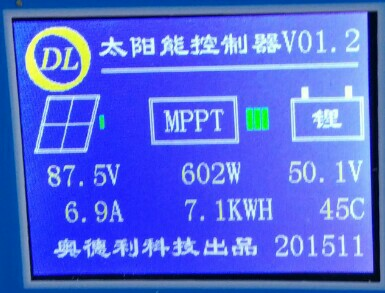 DL 太阳能控制器V01.2
MPPT 锂
87.5V 602W 50.1V
6.9A 7.1KWH 45C
奥德利科技出品 201511